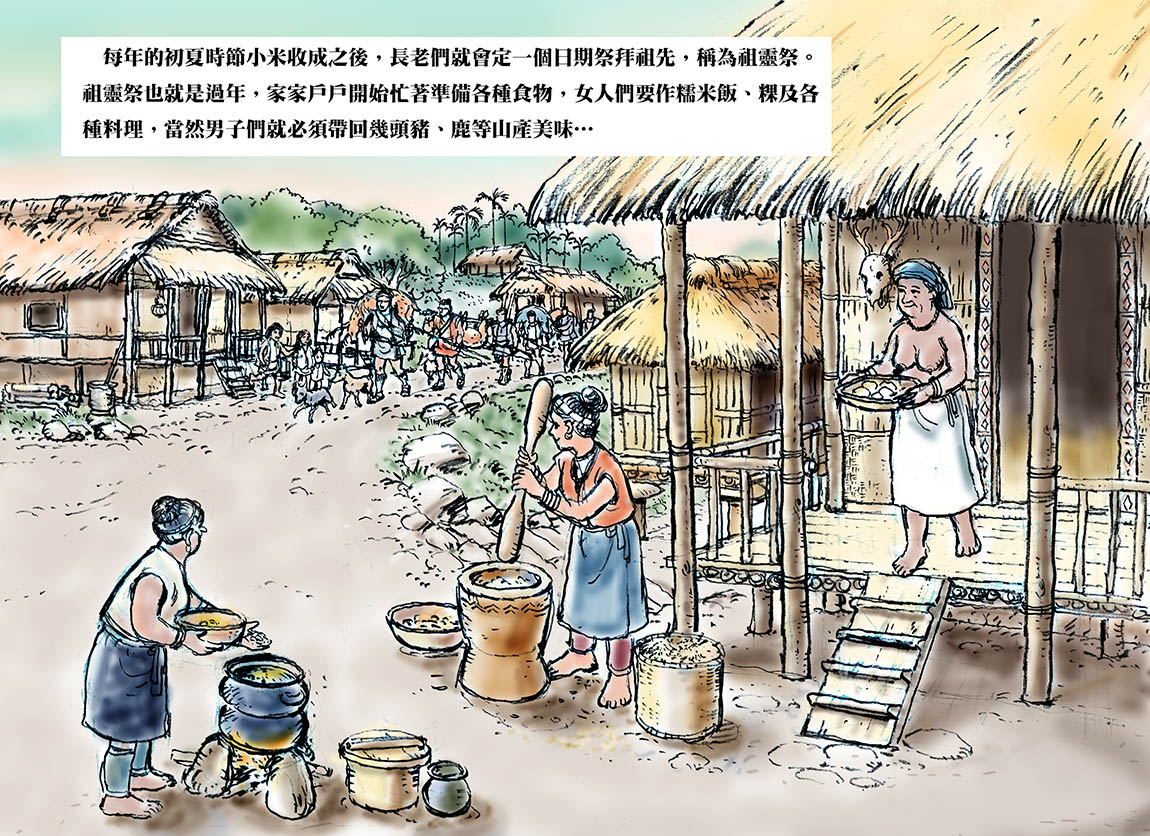 每年的初夏時節小米收成之後，長老們就會定一個日期祭拜祖先，稱為祖靈祭。
祖靈祭也就是過年，家家戶戶開始忙著準備各種食物，女人們要作糯米飯、粿及各
種料理，當然男子們就必須帶回幾頭豬、鹿等山產美味…